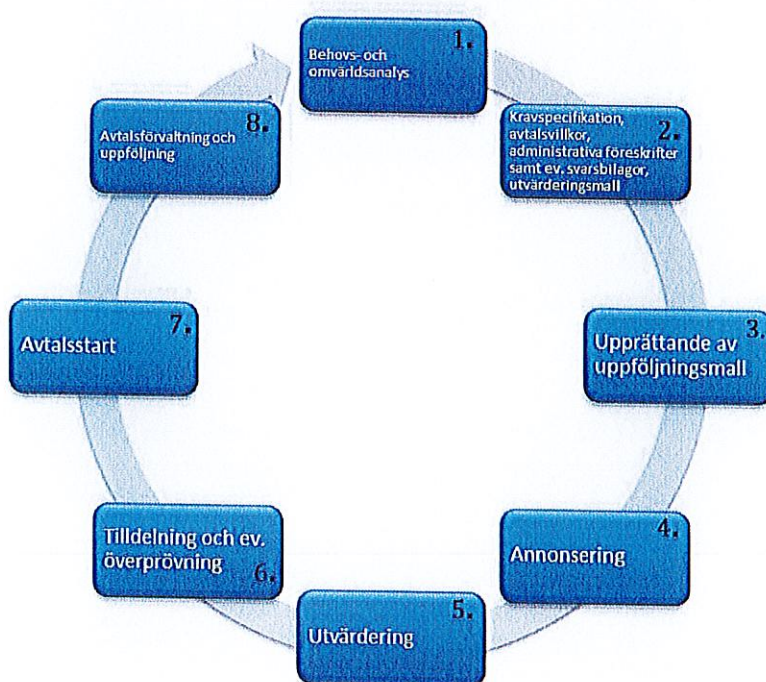 1.
Behovs- och
omvärldsanalys
2.
Kravspecifikation,
avtalsvillkor,
administrativa föreskrifter
samt ev. svarsbilagor,
utvärderingsmall
3.
Upprättande av
uppföljningsmall
4.
Annonsering
5.
Utvärdering
Tilldelning och ev.
överprövning
6.
7.
Avtalsstart
8.
Avtalsförvaltning och
uppföljning